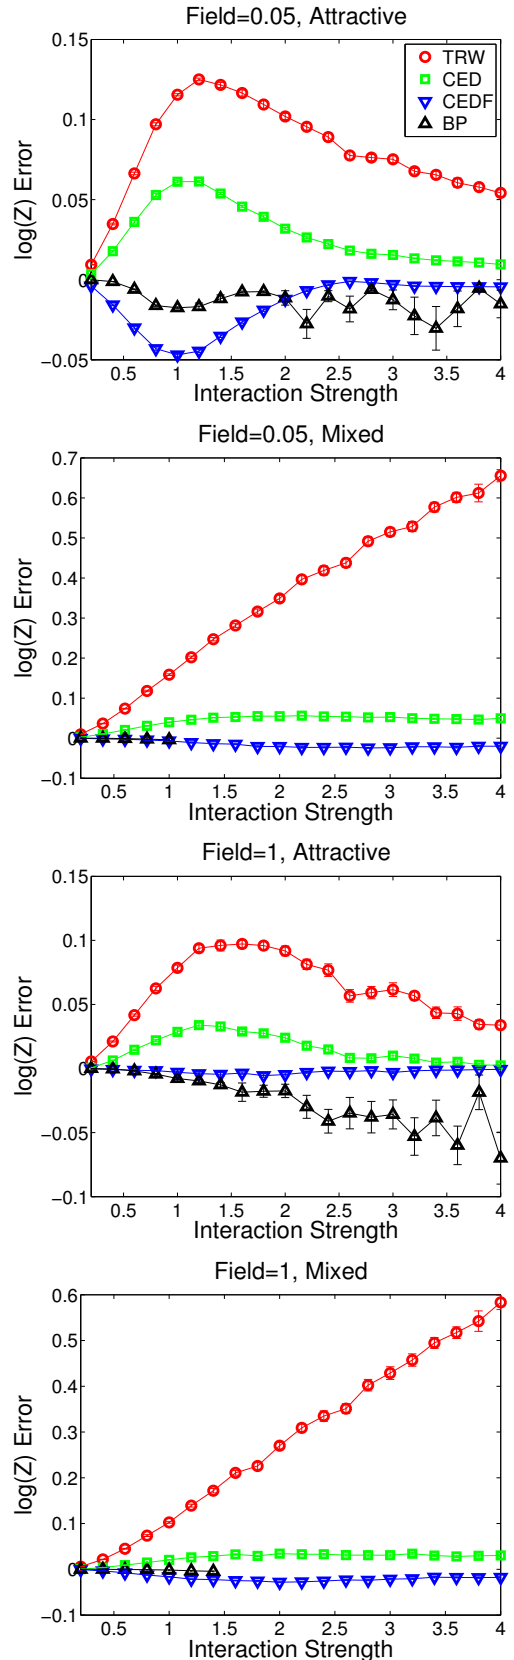 Field=0.05, Attractive
0.15
TRW
CED
CEDF
BP
0.1
0.05
0
−0.05
log(Z) Error
0.5 1 1.5 2 2.5 3 3.5 4
Interaction Strength
Field=0.05, Mixed
0.7
0.6
0.5
0.4
0.3
0.2
0.1
0
−0.1
log(Z) Error
0.5 1 1.5 2 2.5 3 3.5 4
Interaction Strength
Field=1, Attractive
0.15
0.1
0.05
0
−0.05
−0.1
log(Z) Error
0.5 1 1.5 2 2.5 3 3.5 4
Interaction Strength
Field=1, Mixed
0.6
0.5
0.4
0.3
0.2
0.1
0
−0.1
log(Z) Error
0.5 1 1.5 2 2.5 3 3.5 4
Interaction Strength